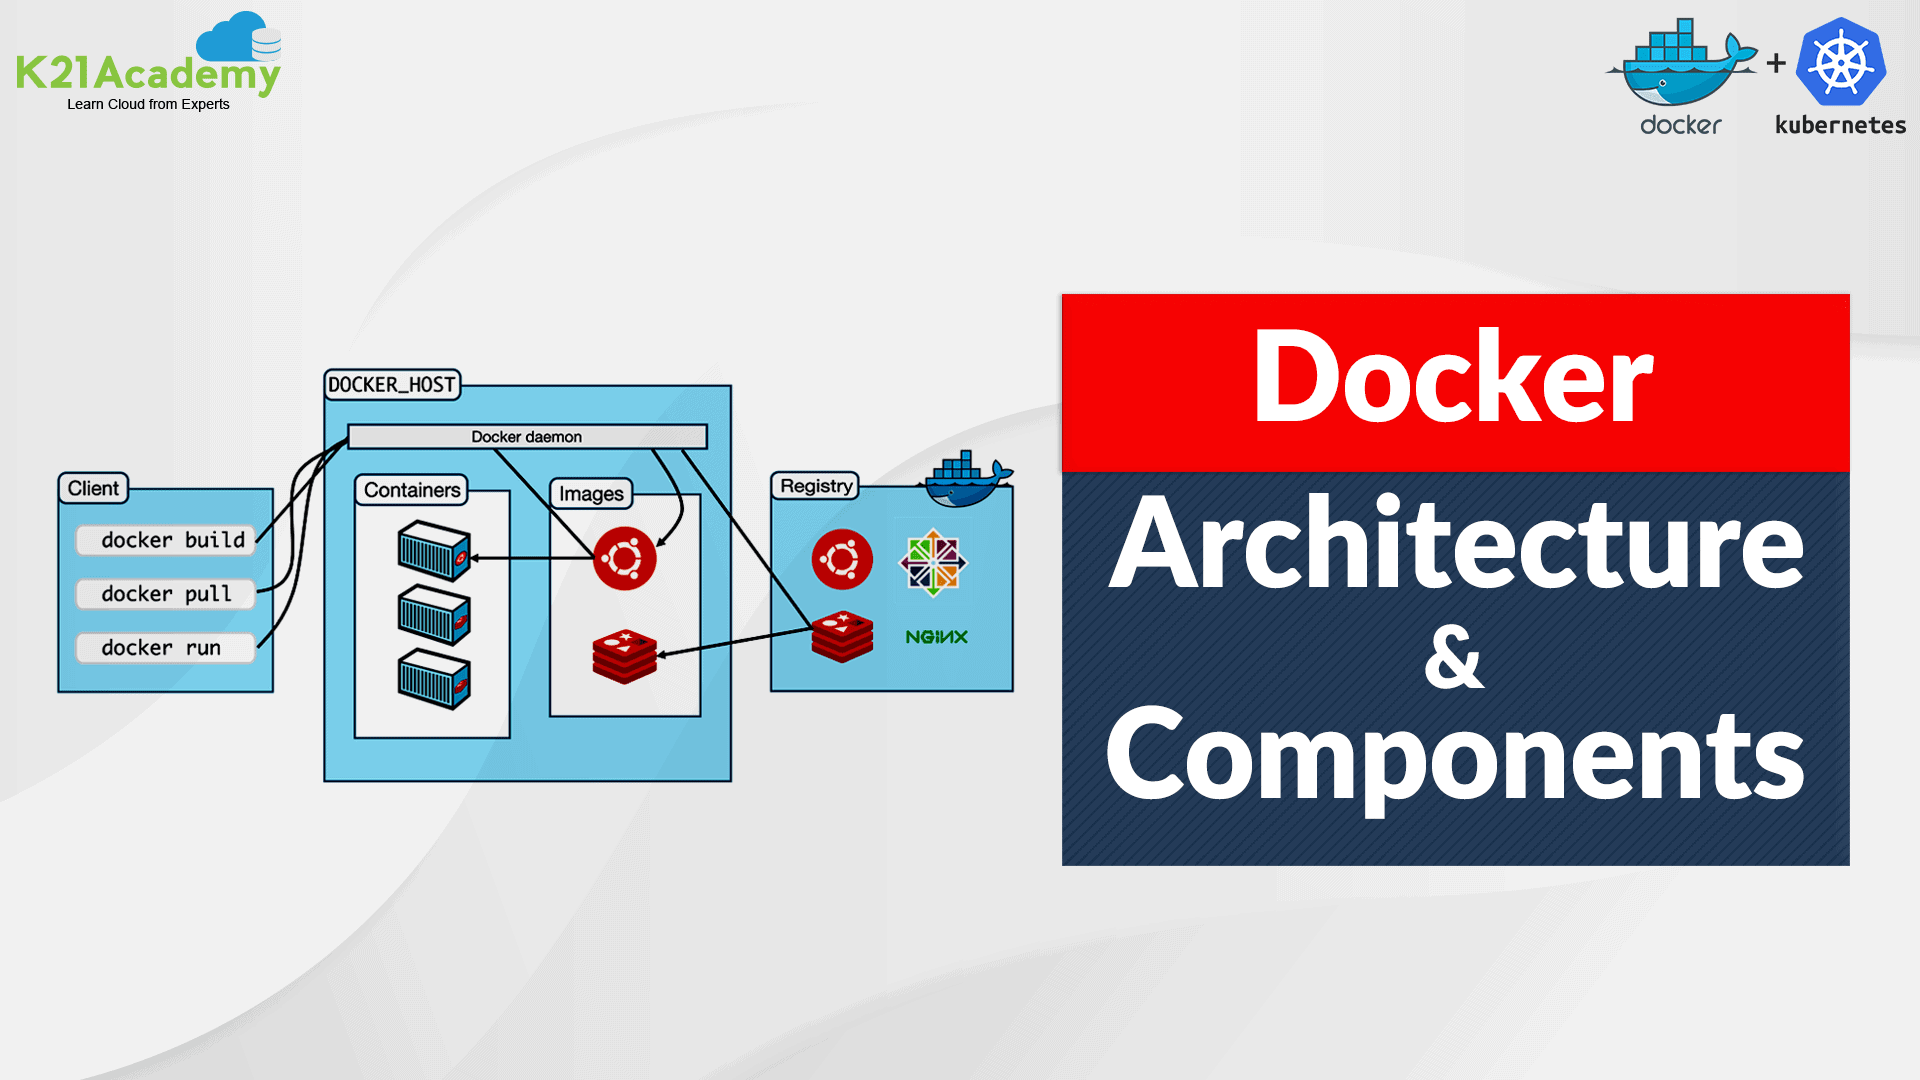 K21Academy
Learn Cloud from Experts
docker
+
kubernetes
DOCKER_HOST
Docker daemon
Client
docker build
docker pull
docker run
Containers
Images
Registry
NGINX
Docker
Architecture
&
Components